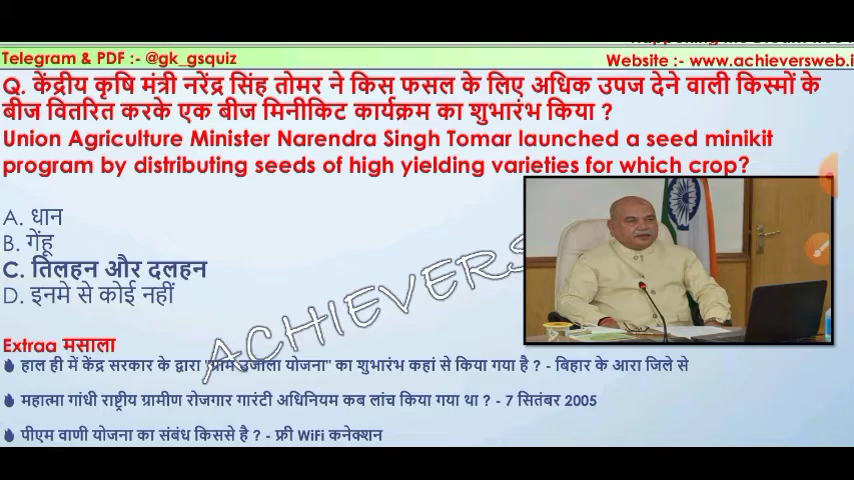 Telegram & PDF :- @gk_gsquiz
Website :- www.achieversweb.i
Q. केंद्रीय कृषि मंत्री नरेंद्र सिंह तोमर ने किस फसल के लिए अधिक उपज देने वाली किस्मों के
बीज वितरित करके एक बीज मिनीकिट कार्यक्रम का शुभारंभ किया ?
Union Agriculture Minister Narendra Singh Tomar launched a seed minikit
program by distributing seeds of high yielding varieties for which crop?
A. धान
B. गेंहू
C. तिलहन और दलहन
D. इनमे से कोई नहीं
ACHIEVERS
Extraa मसाला
हाल ही में केंद्र सरकार के द्वारा "ग्राम उजाला योजना" का शुभारंभ कहां से किया गया है ? - बिहार के आरा जिले से
महात्मा गांधी राष्ट्रीय ग्रामीण रोजगार गारंटी अधिनियम कब लांच किया गया था ? - 7 सितंबर 2005
पीएम वाणी योजना का संबंध किससे है ? - फ्री WiFi कनेक्शन